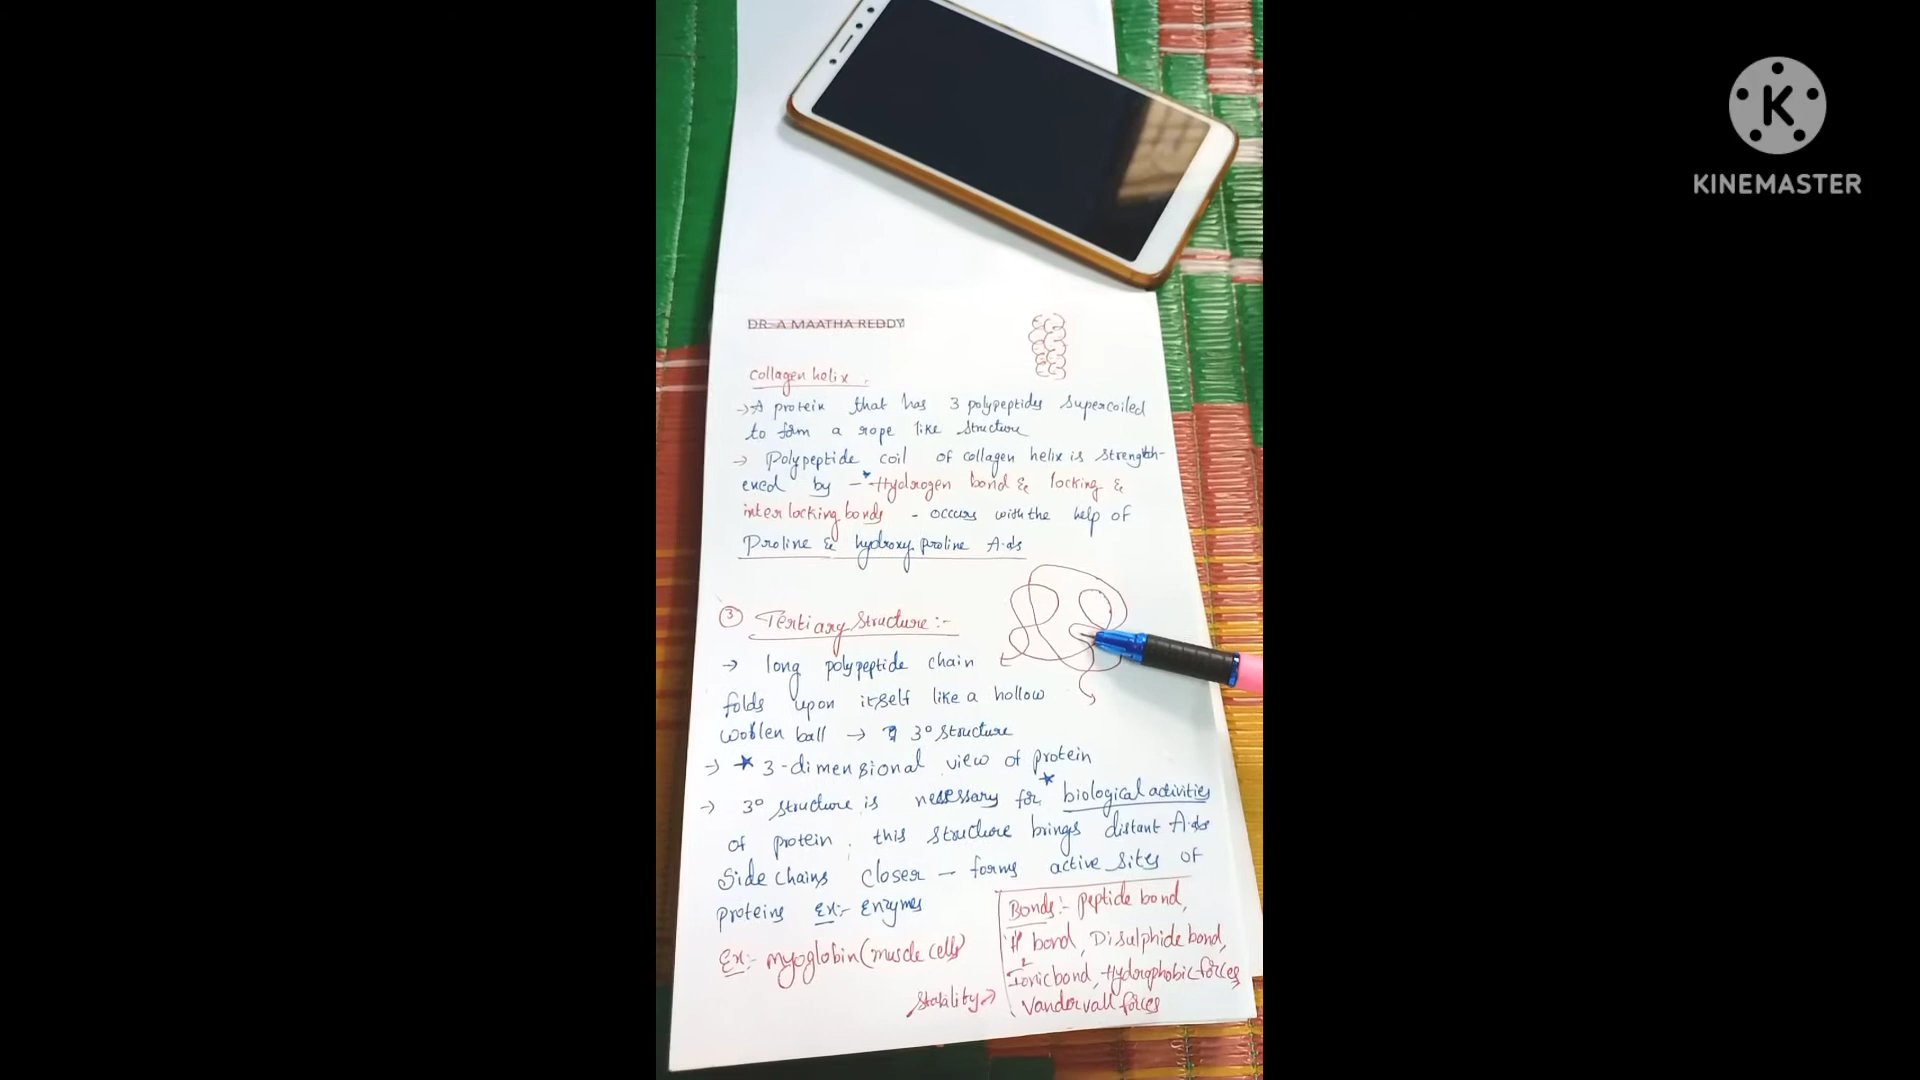 K
KINEMASTER
DR A MAATHA REDDY
Collagen helix.
→ A protein that has 3 polypeptides supercoiled
to form a rope like structure
→ Polypeptide coil of collagen helix is strength-
ened by - * Hydrogen bond & locking &
interlocking bonds - occurs with the help of
Proline & hydroxy proline A.ds
③ Tertiary structure :-
→ long polypeptide chain
folds upon itself like a hollow
woolen ball → 3° structure
→ * 3-dimensional view of protein
→ 3° structure is necessary for * biological activities
of protein. this structure brings distant A.ds
Side chains closer - forms active sites of
proteins Ex:- enzymes
Ex:- myoglobin (muscle cells)
Bonds:- peptide bond,
H bond, Disulphide bond,
Ionic bond, Hydrophobic forces,
Vandervall forces
Stability →